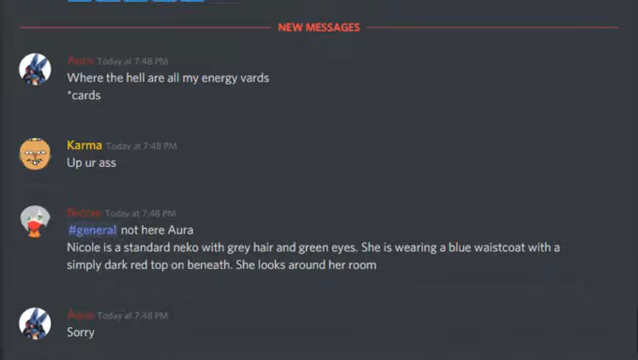 NEW MESSAGES
Today at 7:48 PM
Where the hell are all my energy vards
*cards
Karma Today at 7:48 PM
Up ur ass
Today at 7:48 PM
#general not here Aura
Nicole is a standard neko with grey hair and green eyes. She is wearing a blue waistcoat with a
simply dark red top on beneath. She looks around her room
Today at 7:48 PM
Sorry